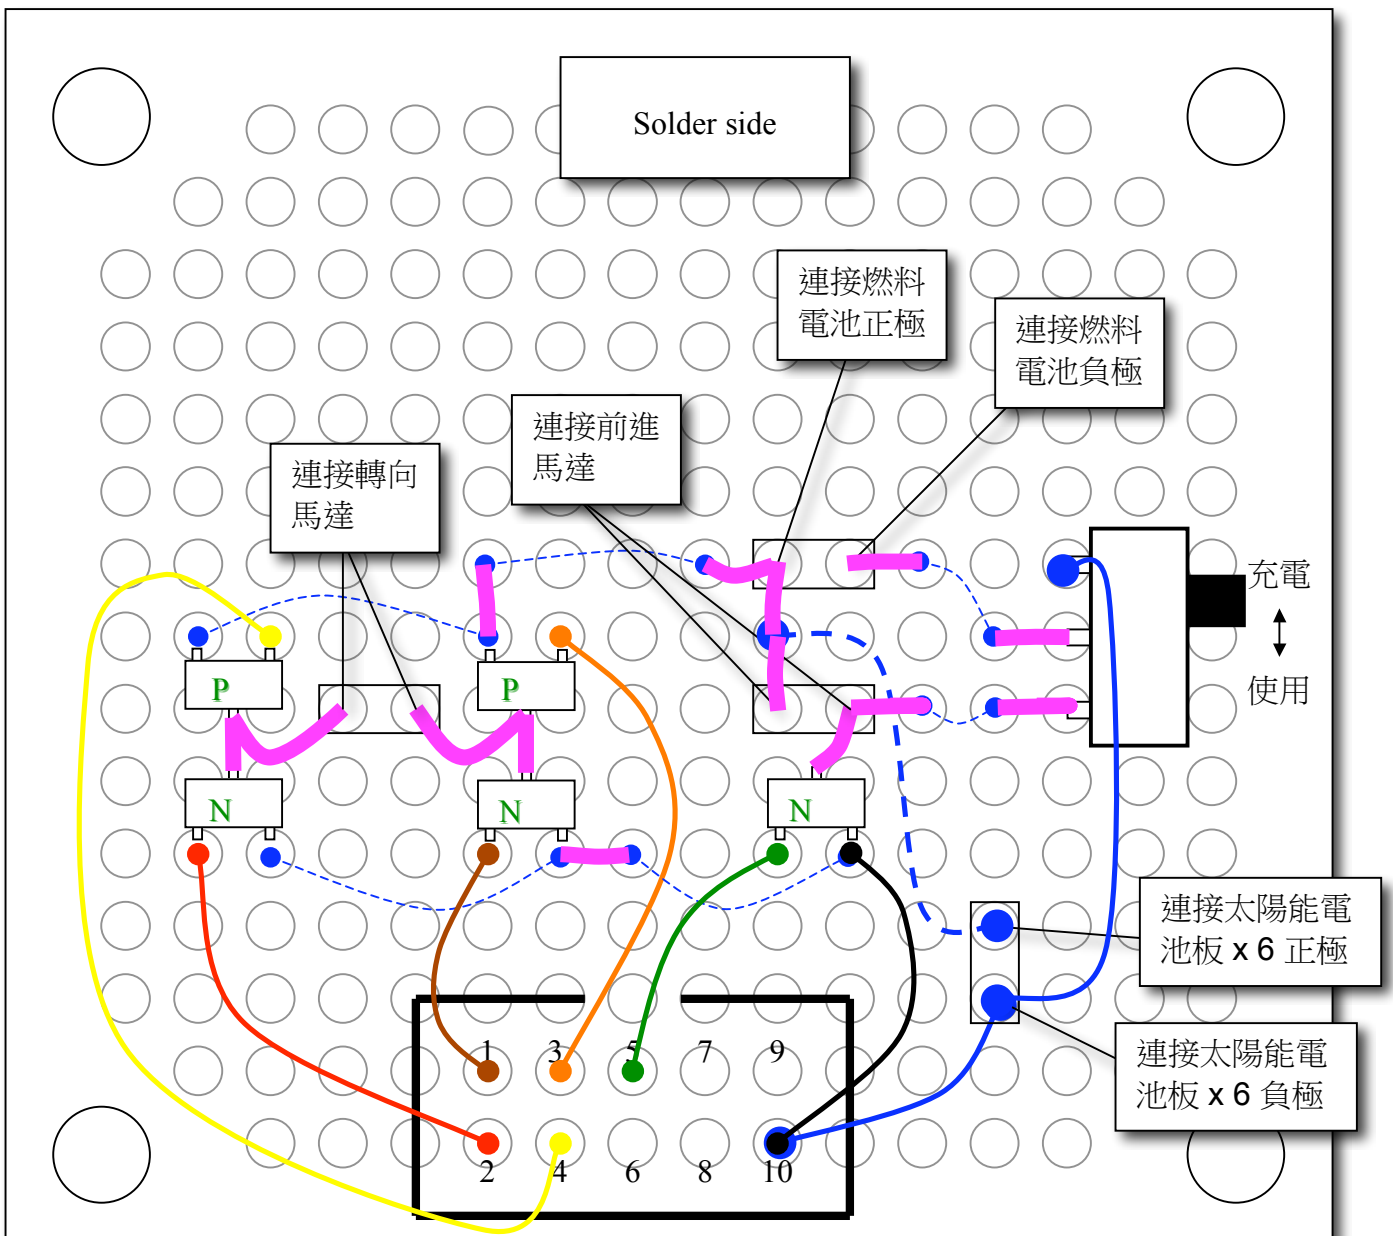 Solder side
連接燃料
電池正極
連接燃料
電池負極
連接前進
馬達
連接轉向
馬達
充電
使用
P
P
N
N
N
連接太陽能電
池板 x 6 正極
連接太陽能電
池板 x 6 負極
1 3 5 7 9
2 4 6 8 10